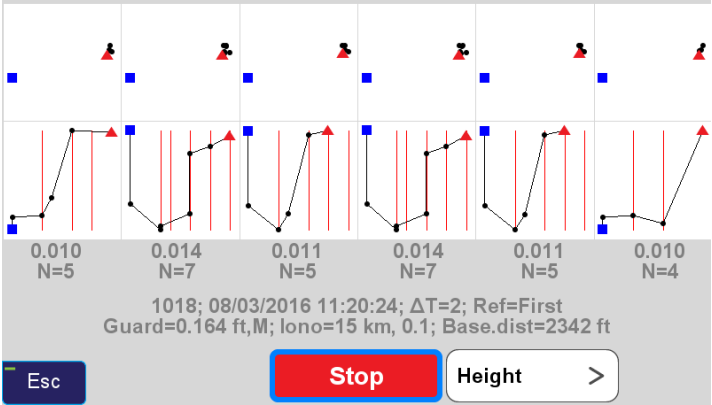 0.010 0.014 0.011 0.014 0.011 0.010
N=5 N=7 N=5 N=7 N=5 N=4
1018; 08/03/2016 11:20:24; ΔT=2; Ref=First
Guard=0.164 ft,M; Iono=15 km, 0.1; Base.dist=2342 ft
Esc Stop Height >